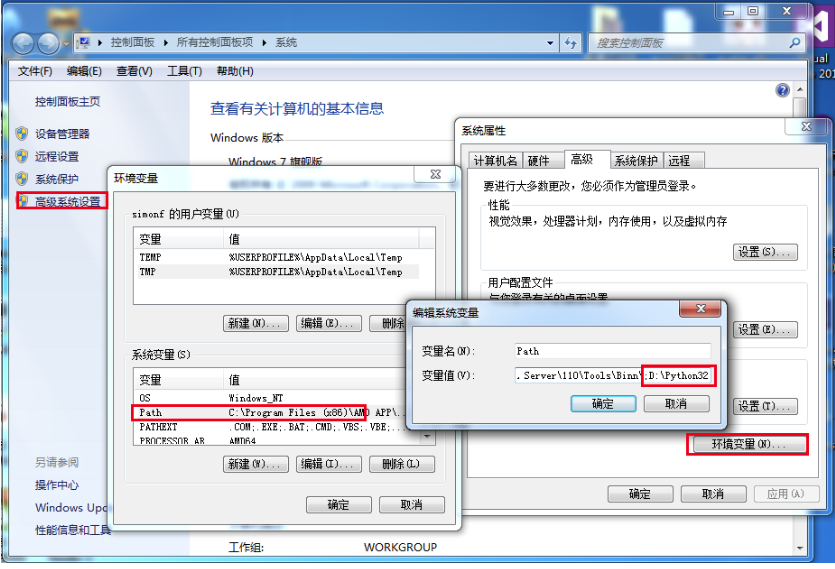 控制面板 ▸ 所有控制面板项 ▸ 系统
搜索控制面板
文件(F) 编辑(E) 查看(V) 工具(T) 帮助(H)
控制面板主页
设备管理器
远程设置
系统保护
高级系统设置
另请参阅
操作中心
Windows Upd
性能信息和工具
查看有关计算机的基本信息
Windows 版本
Windows 7 旗舰版
工作组: WORKGROUP
环境变量
simonf 的用户变量(U)
变量 值
TEMP %USERPROFILE%\AppData\Local\Temp
TMP %USERPROFILE%\AppData\Local\Temp
新建(N)... 编辑(E)... 删除
系统变量(S)
变量 值
OS Windows_NT
Path C:\Program Files (x86)\AMD APP\..
PATHEXT .COM;.EXE;.BAT;.CMD;.VBS;.VBE;...
PROCESSOR_AR AMD64
新建(W)... 编辑(I)... 删除(L)
确定 取消
系统属性
计算机名 硬件 高级 系统保护 远程
要进行大多数更改，您必须作为管理员登录。
性能
视觉效果，处理器计划，内存使用，以及虚拟内存
设置(S)...
用户配置文件
与您登录有关的桌面设置
设置(E)...
设置(T)...
环境变量(N)...
确定 取消 应用(A)
编辑系统变量
变量名(N): Path
变量值(V): . Server\110\Tools\Binn\;D:\Python32
确定 取消
ual
201